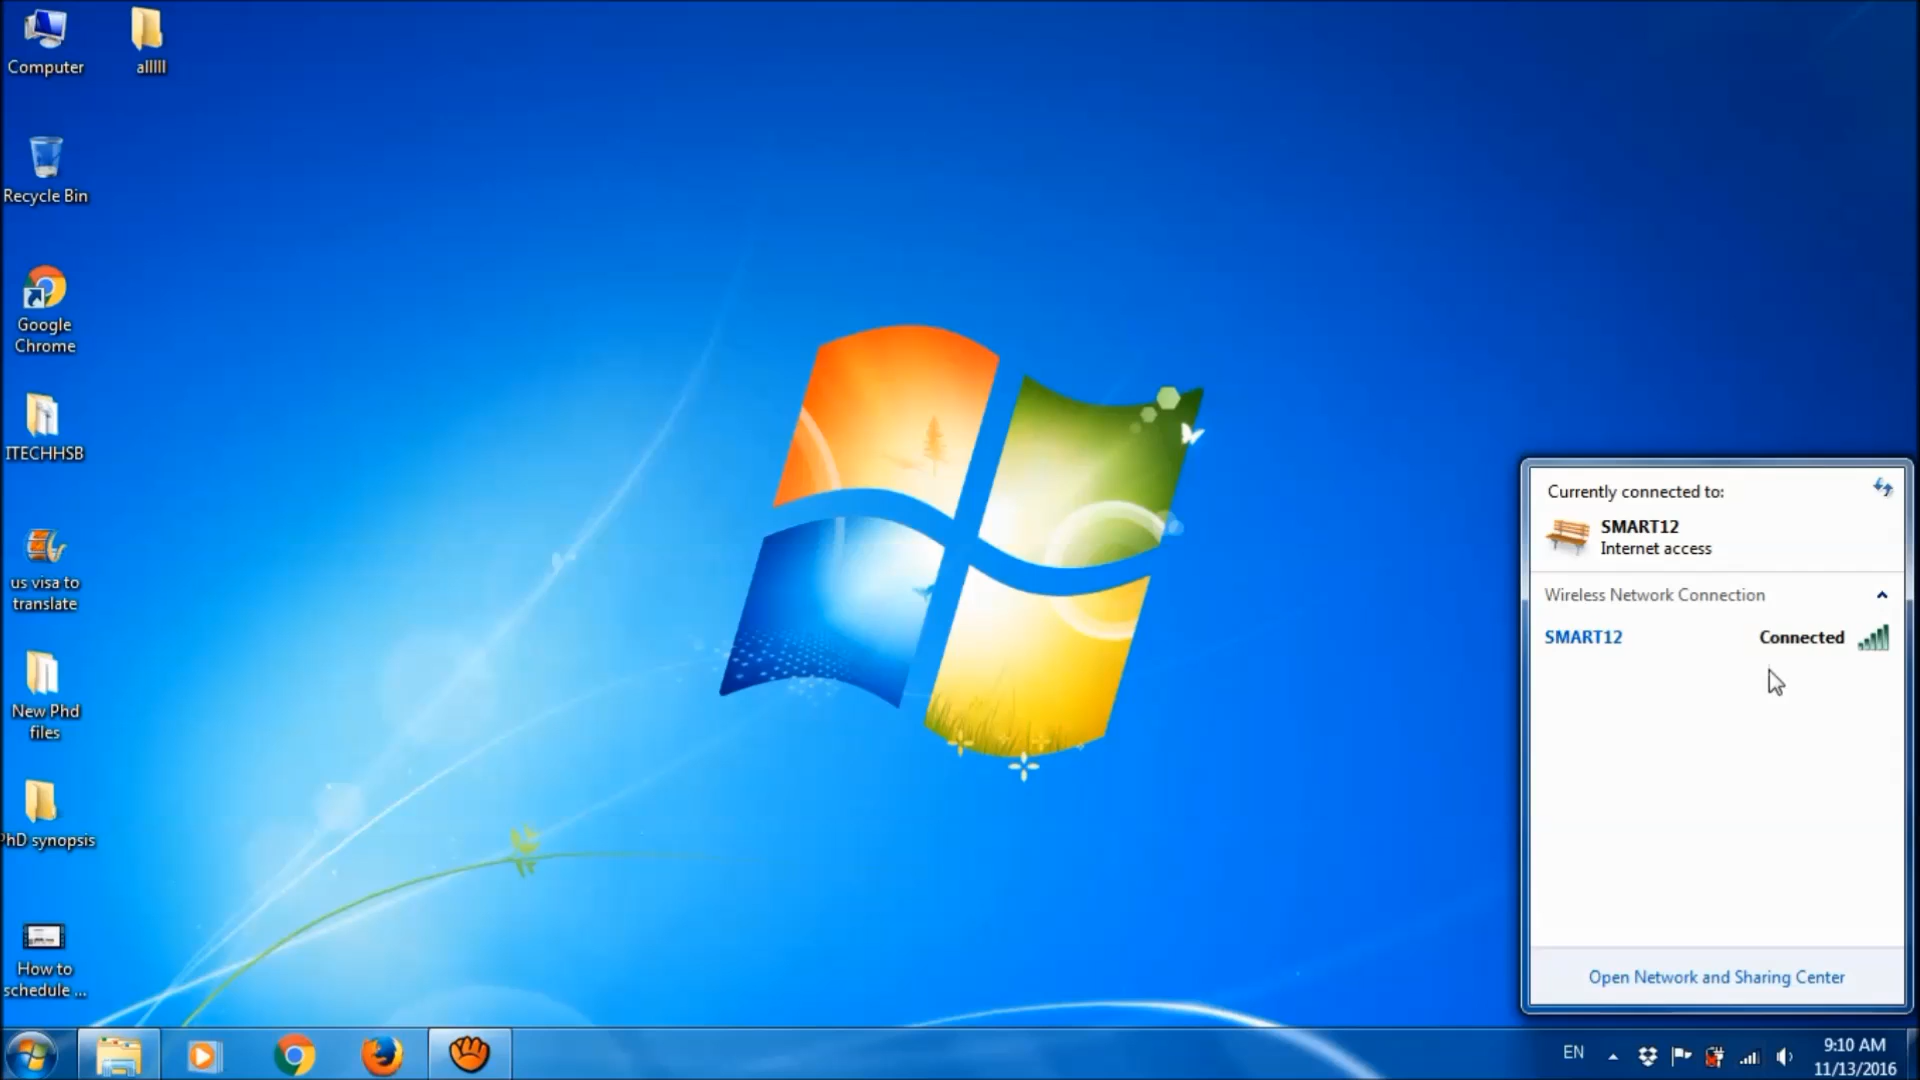 Computer
alllll
Recycle Bin
Google
Chrome
ITECHHSB
us visa to
translate
New Phd
files
PhD synopsis
How to
schedule ...
Currently connected to:
SMART12
Internet access
Wireless Network Connection
SMART12 Connected
Open Network and Sharing Center
EN
9:10 AM
11/13/2016